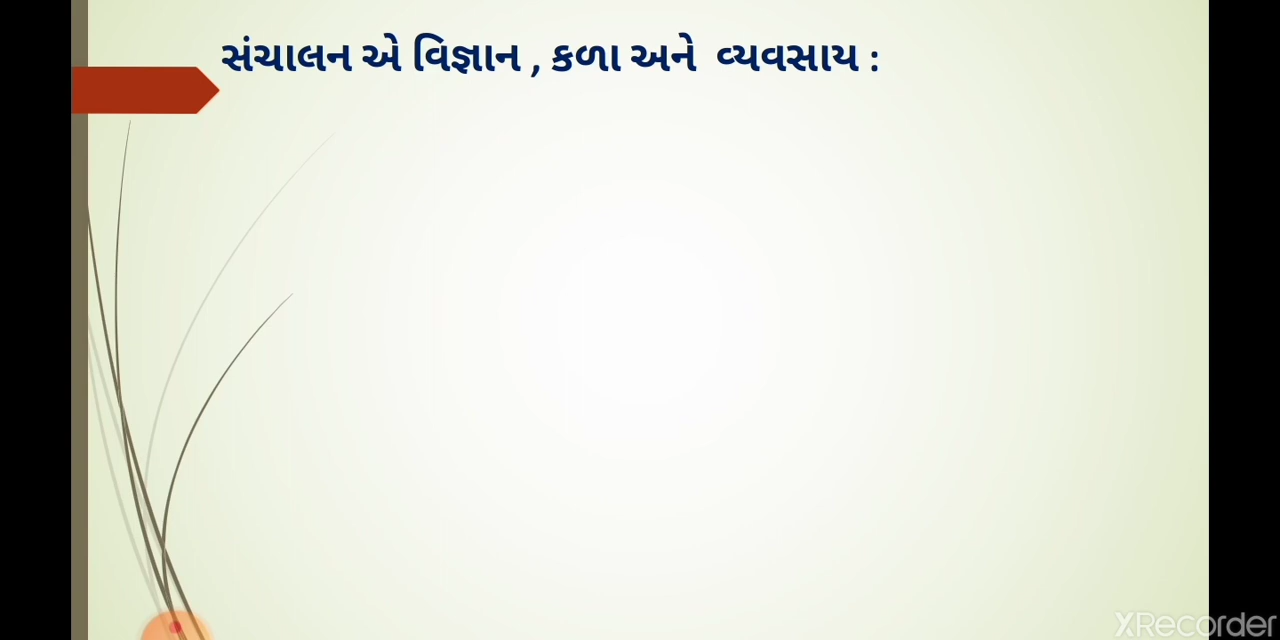 સંચાલન એ વિજ્ઞાન , કળા અને વ્યવસાય :
XRecorder